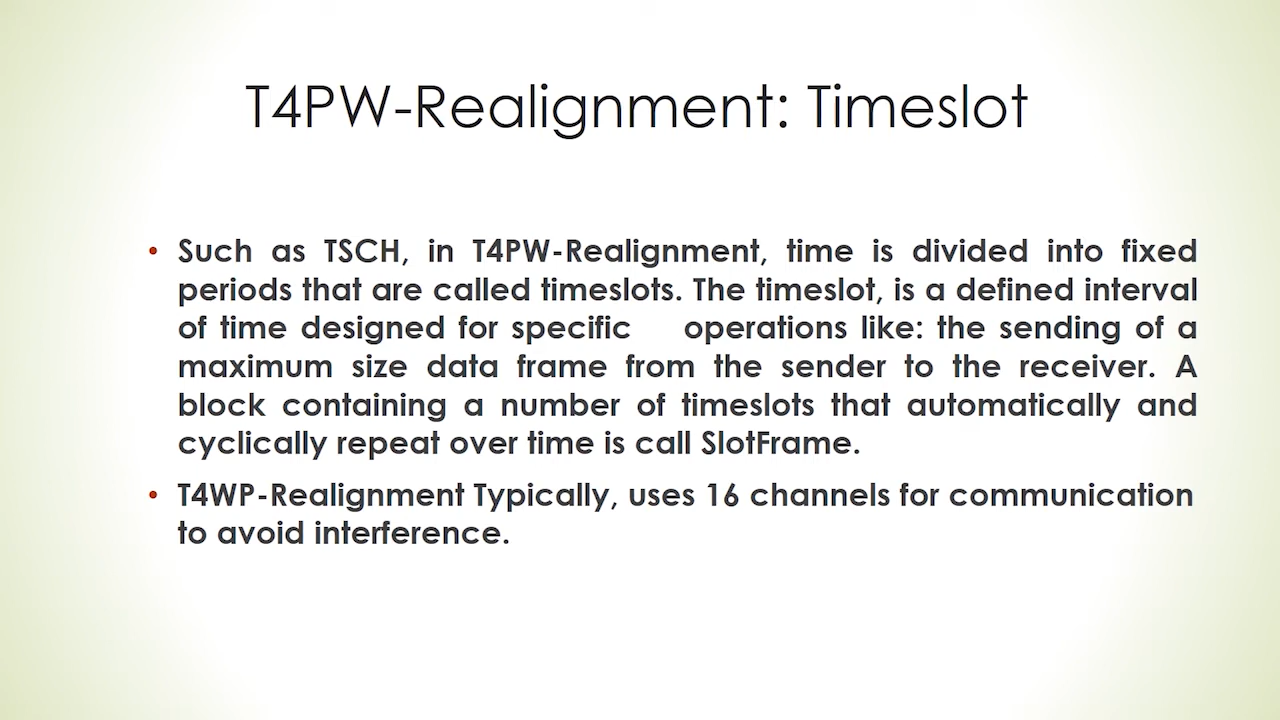 T4PW-Realignment: Timeslot
• Such as TSCH, in T4PW-Realignment, time is divided into fixed
periods that are called timeslots. The timeslot, is a defined interval
of time designed for specific operations like: the sending of a
maximum size data frame from the sender to the receiver. A
block containing a number of timeslots that automatically and
cyclically repeat over time is call SlotFrame.
• T4WP-Realignment Typically, uses 16 channels for communication
to avoid interference.